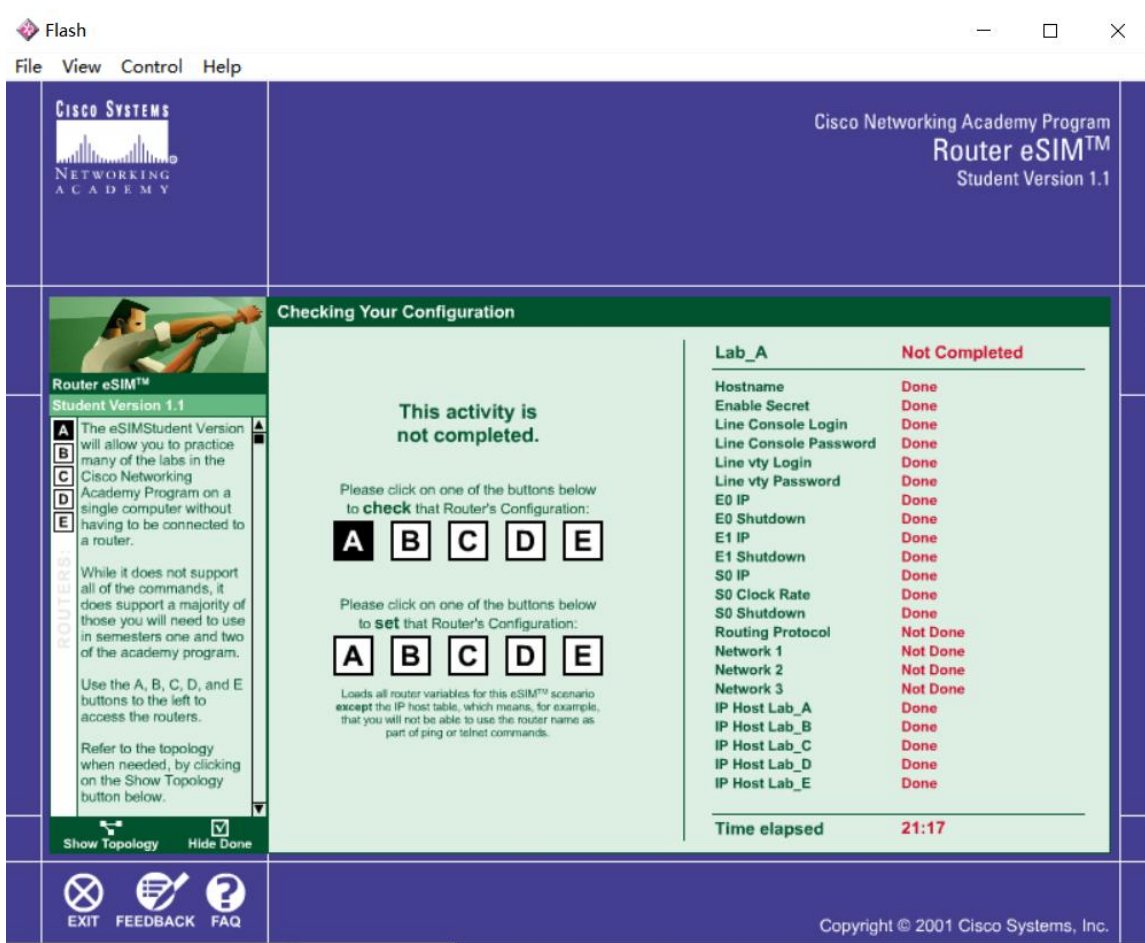 Flash
File View Control Help
CISCO SYSTEMS
NETWORKING
ACADEMY
Cisco Networking Academy Program
Router eSIM™
Student Version 1.1
Router eSIM™
Student Version 1.1
A
B
C
D
E
ROUTERS:
The eSIMStudent Version
will allow you to practice
many of the labs in the
Cisco Networking
Academy Program on a
single computer without
having to be connected to
a router.
While it does not support
all of the commands, it
does support a majority of
those you will need to use
in semesters one and two
of the academy program.
Use the A, B, C, D, and E
buttons to the left to
access the routers.
Refer to the topology
when needed, by clicking
on the Show Topology
button below.
Show Topology Hide Done
Checking Your Configuration
This activity is
not completed.
Please click on one of the buttons below
to check that Router's Configuration:
A B C D E
Please click on one of the buttons below
to set that Router's Configuration:
A B C D E
Loads all router variables for this eSIM™ scenario
except the IP host table, which means, for example,
that you will not be able to use the router name as
part of ping or telnet commands.
Lab_A Not Completed
Hostname Done
Enable Secret Done
Line Console Login Done
Line Console Password Done
Line vty Login Done
Line vty Password Done
E0 IP Done
E0 Shutdown Done
E1 IP Done
E1 Shutdown Done
S0 IP Done
S0 Clock Rate Done
S0 Shutdown Done
Routing Protocol Not Done
Network 1 Not Done
Network 2 Not Done
Network 3 Not Done
IP Host Lab_A Done
IP Host Lab_B Done
IP Host Lab_C Done
IP Host Lab_D Done
IP Host Lab_E Done
Time elapsed 21:17
EXIT FEEDBACK FAQ
Copyright © 2001 Cisco Systems, Inc.